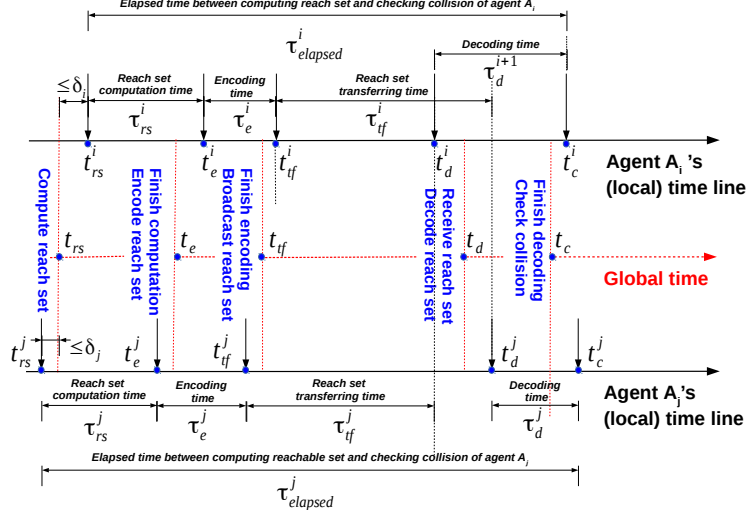 Elapsed time between computing reach set and checking collision of agent A_i
τ^i_elapsed
Decoding time
τ^{i+1}_d
≤δ_i
Reach set
computation time
τ^i_rs
Encoding
time
τ^i_e
Reach set
transferring time
τ^i_tf
t^i_rs
t^i_e
t^i_tf
t^i_d
t^i_c
Agent A_i 's
(local) time line
Compute reach set
Finish computation
Encode reach set
Finish encoding
Broadcast reach set
Receive reach set
Decode reach set
Finish decoding
Check collision
t_rs
t_e
t_tf
t_d
t_c
Global time
t^j_rs
≤δ_j
t^j_e
t^j_tf
t^j_d
t^j_c
Agent A_j's
(local) time line
Reach set
computation time
τ^j_rs
Encoding
time
τ^j_e
Reach set
transferring time
τ^j_tf
Decoding
time
τ^j_d
Elapsed time between computing reachable set and checking collision of agent A_j
τ^j_elapsed